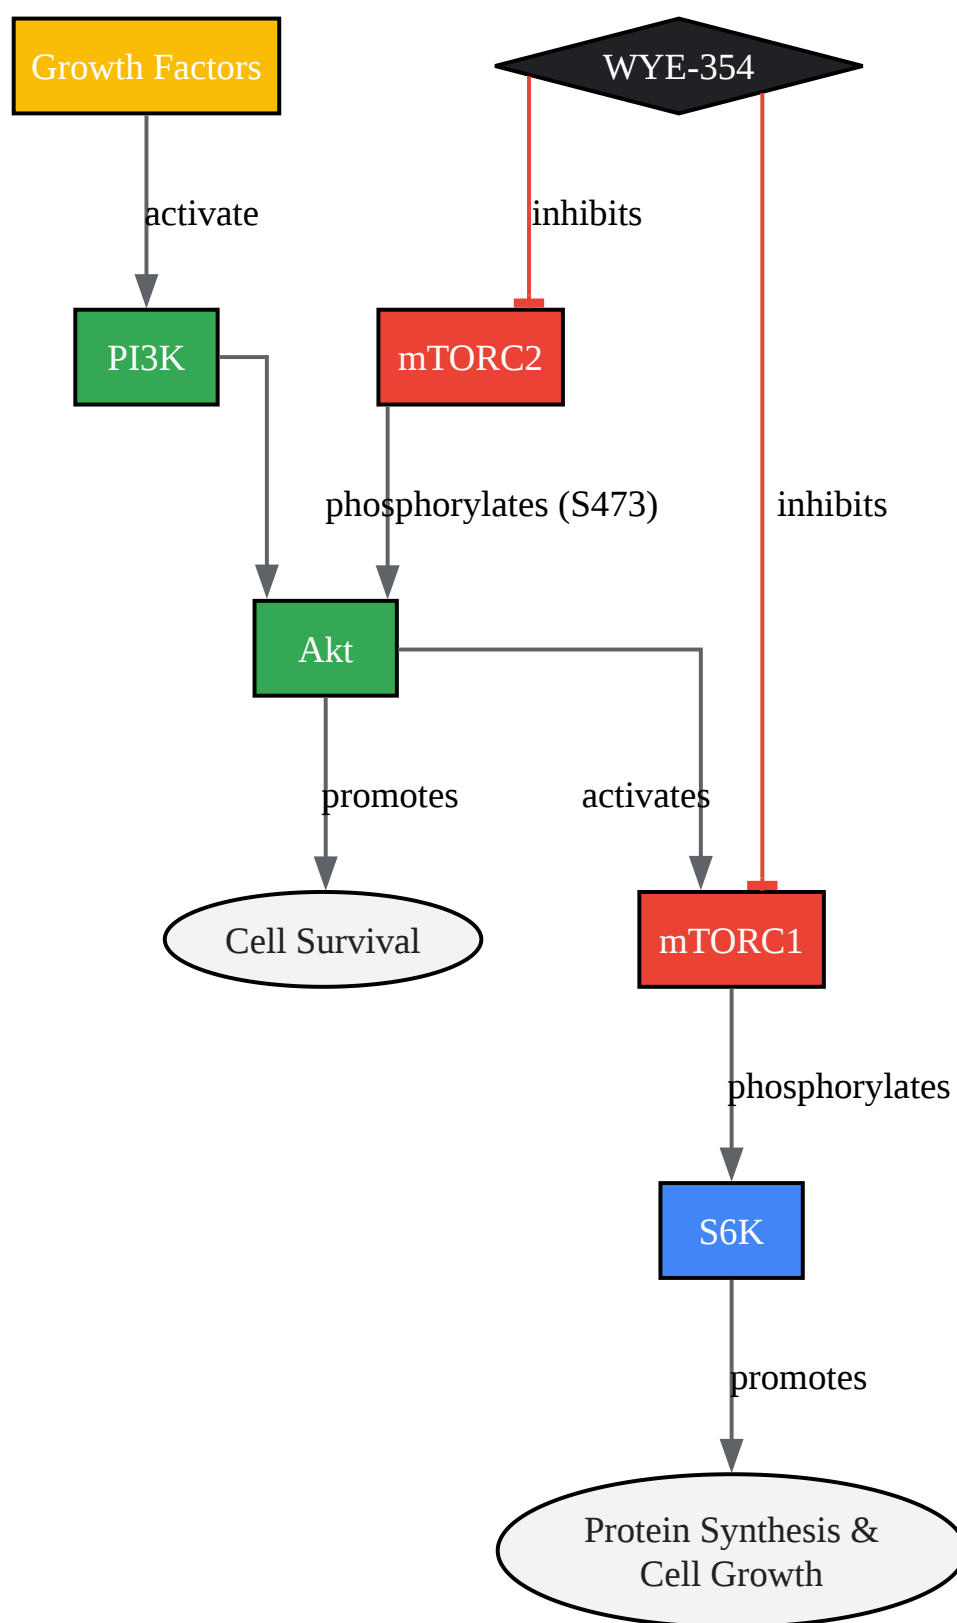 Growth Factors
WYE-354
activate
inhibits
PI3K
mTORC2
phosphorylates (S473)
inhibits
Akt
promotes
activates
Cell Survival
mTORC1
phosphorylates
S6K
promotes
Protein Synthesis &
Cell Growth